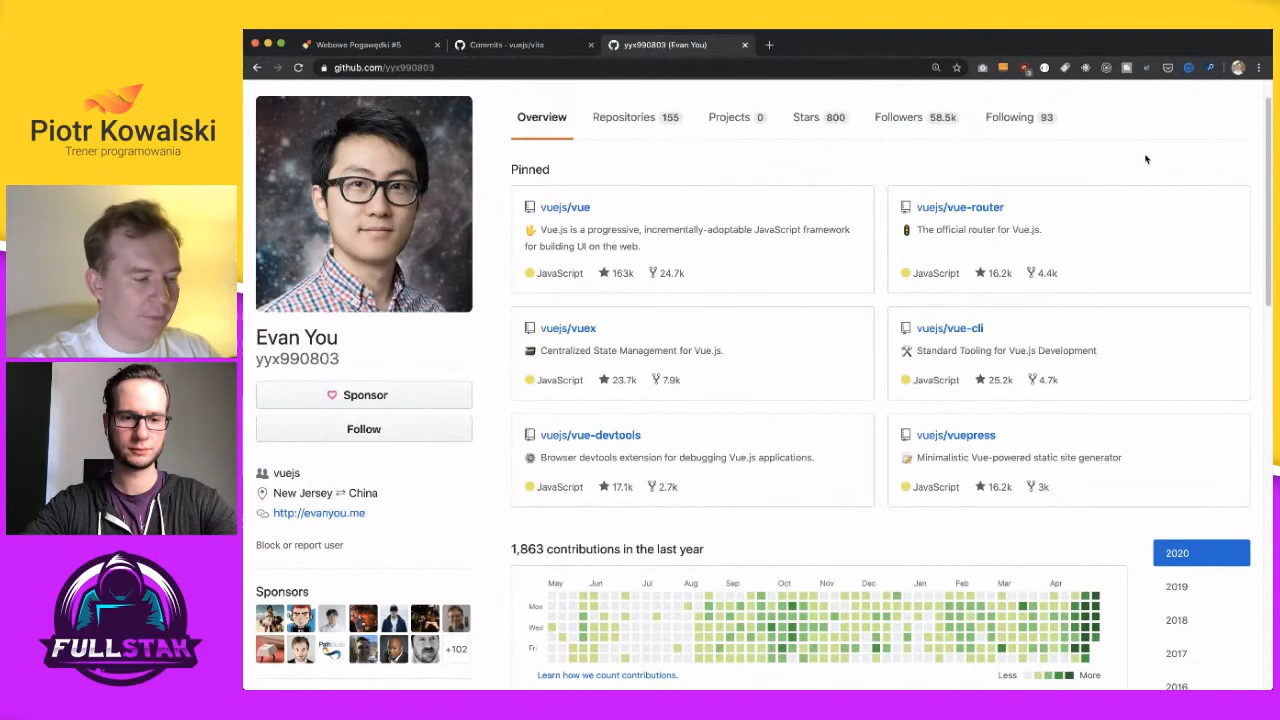 Piotr Kowalski
Trener programowania
FULLSTAK
Webowe Pogawędki #5
Commits · vuejs/vite
yyx990803 (Evan You)
github.com/yyx990803
Overview
Repositories 155
Projects 0
Stars 800
Followers 58.5k
Following 93
Evan You
yyx990803
Sponsor
Follow
vuejs
New Jersey ⇄ China
http://evanyou.me
Block or report user
Sponsors
+102
Pinned
vuejs/vue
Vue.js is a progressive, incrementally-adoptable JavaScript framework
for building UI on the web.
JavaScript 163k 24.7k
vuejs/vue-router
The official router for Vue.js.
JavaScript 16.2k 4.4k
vuejs/vuex
Centralized State Management for Vue.js.
JavaScript 23.7k 7.9k
vuejs/vue-cli
Standard Tooling for Vue.js Development
JavaScript 25.2k 4.7k
vuejs/vue-devtools
Browser devtools extension for debugging Vue.js applications.
JavaScript 17.1k 2.7k
vuejs/vuepress
Minimalistic Vue-powered static site generator
JavaScript 16.2k 3k
1,863 contributions in the last year
May Jun Jul Aug Sep Oct Nov Dec Jan Feb Mar Apr
Mon
Wed
Fri
Learn how we count contributions.
Less More
2020
2019
2018
2017
2016